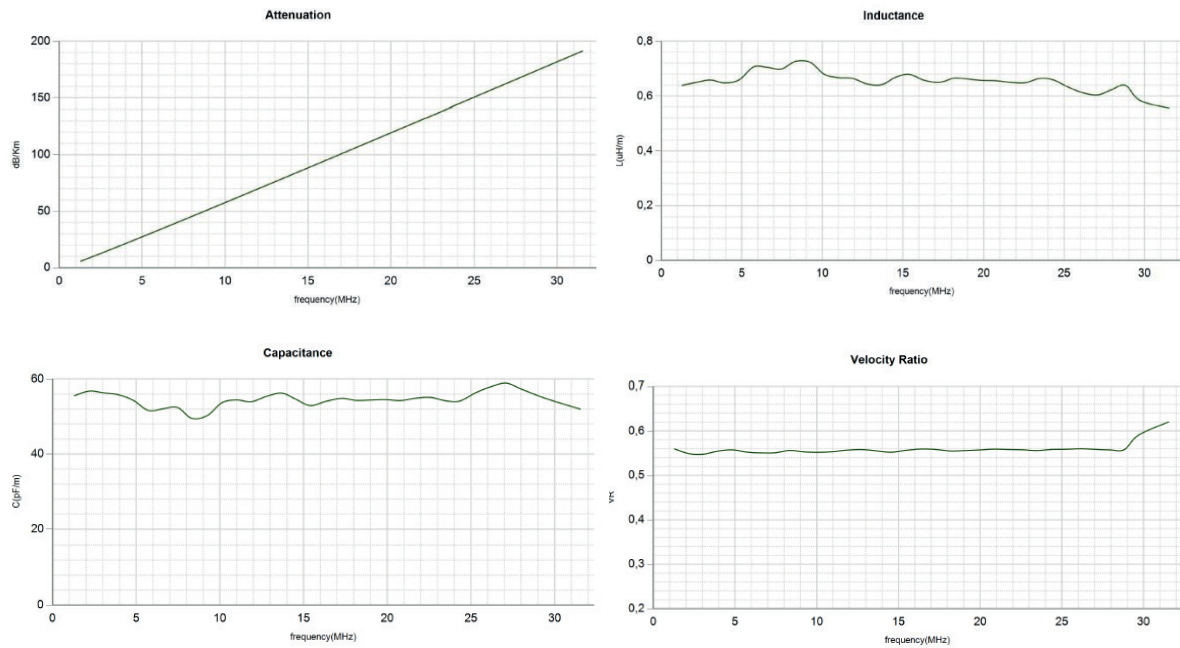 Attenuation
200
150
100
50
0
dB/Km
0 5 10 15 20 25 30
frequency(MHz)
Inductance
0,8
0,6
0,4
0,2
0
L(uH/m)
0 5 10 15 20 25 30
frequency(MHz)
Capacitance
60
40
20
0
C(pF/m)
0 5 10 15 20 25 30
frequency(MHz)
Velocity Ratio
0,7
0,6
0,5
0,4
0,3
0,2
VR
0 5 10 15 20 25 30
frequency(MHz)